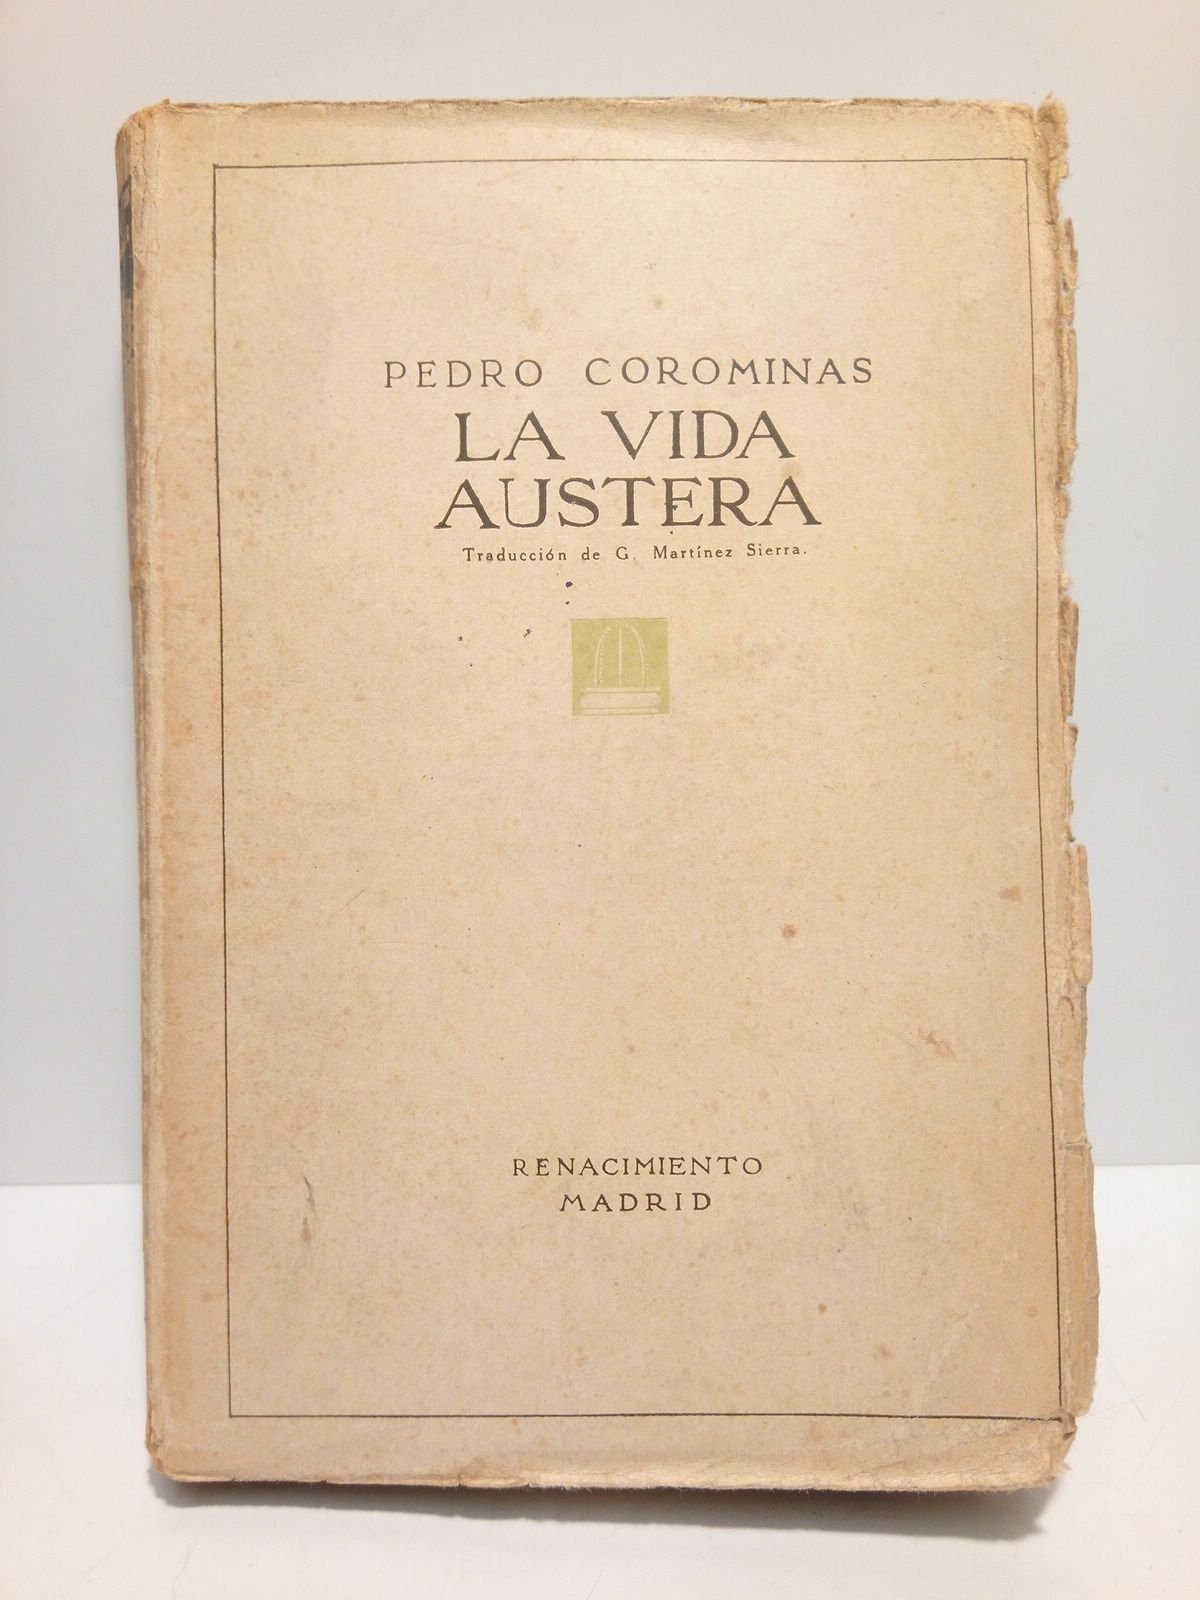 PEDRO COROMINAS
LA VIDA
AUSTERA
Traducción de G. Martínez Sierra.
RENACIMIENTO
MADRID